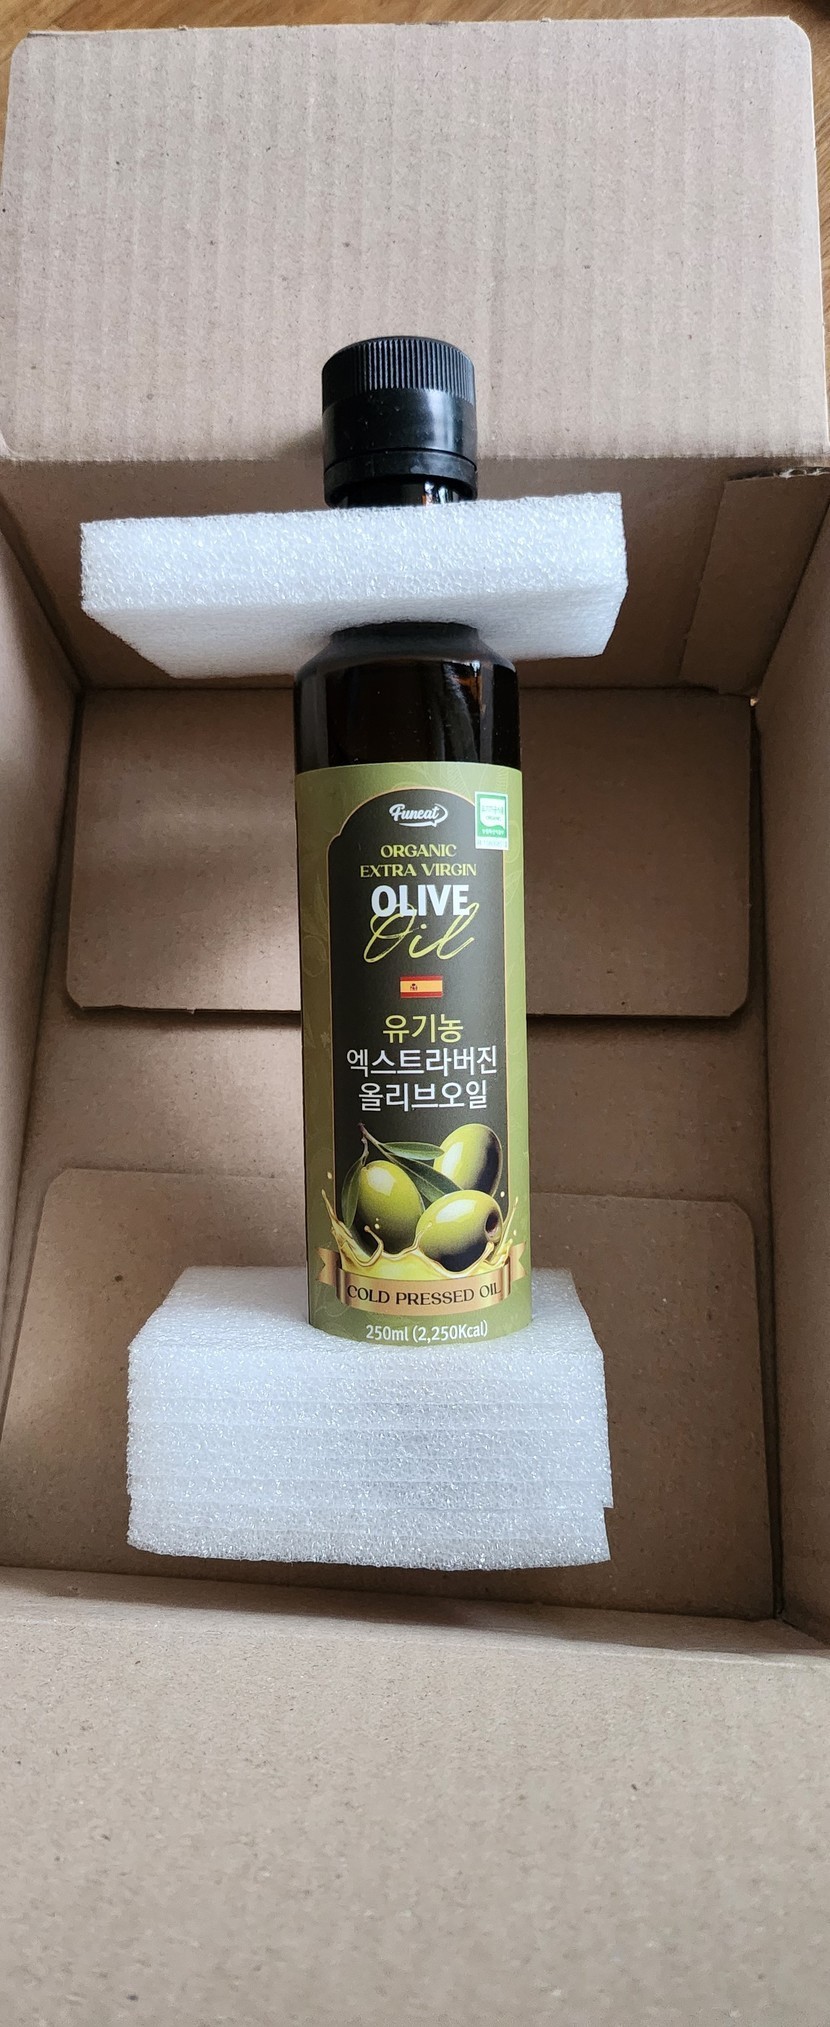 Funeat
ORGANIC
EXTRA VIRGIN
OLIVE
Oil
유기농
엑스트라버진
올리브오일
COLD PRESSED OIL
250ml (2,250Kcal)